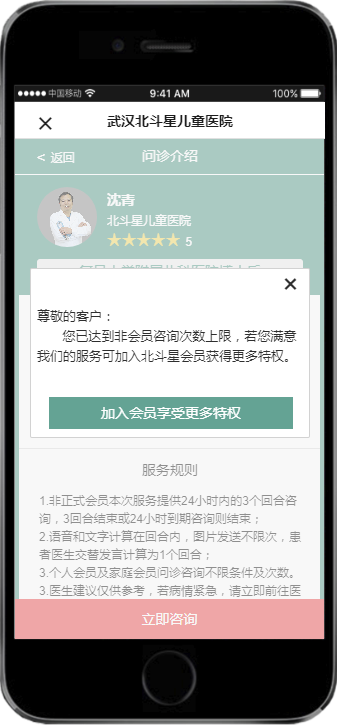 中国移动 9:41 AM 100%
武汉北斗星儿童医院
< 返回 问诊介绍
沈青
北斗星儿童医院
5
尊敬的客户：
您已达到非会员咨询次数上限，若您满意
我们的服务可加入北斗星会员获得更多特权。
加入会员享受更多特权
服务规则
1.非正式会员本次服务提供24小时内的3个回合咨
询，3回合结束或24小时到期咨询则结束；
2.语音和文字计算在回合内，图片发送不限次，患
者医生交替发言计算为1个回合；
3.个人会员及家庭会员问诊咨询不限条件及次数。
3.医生建议仅供参考，若病情紧急，请立即前往医
立即咨询